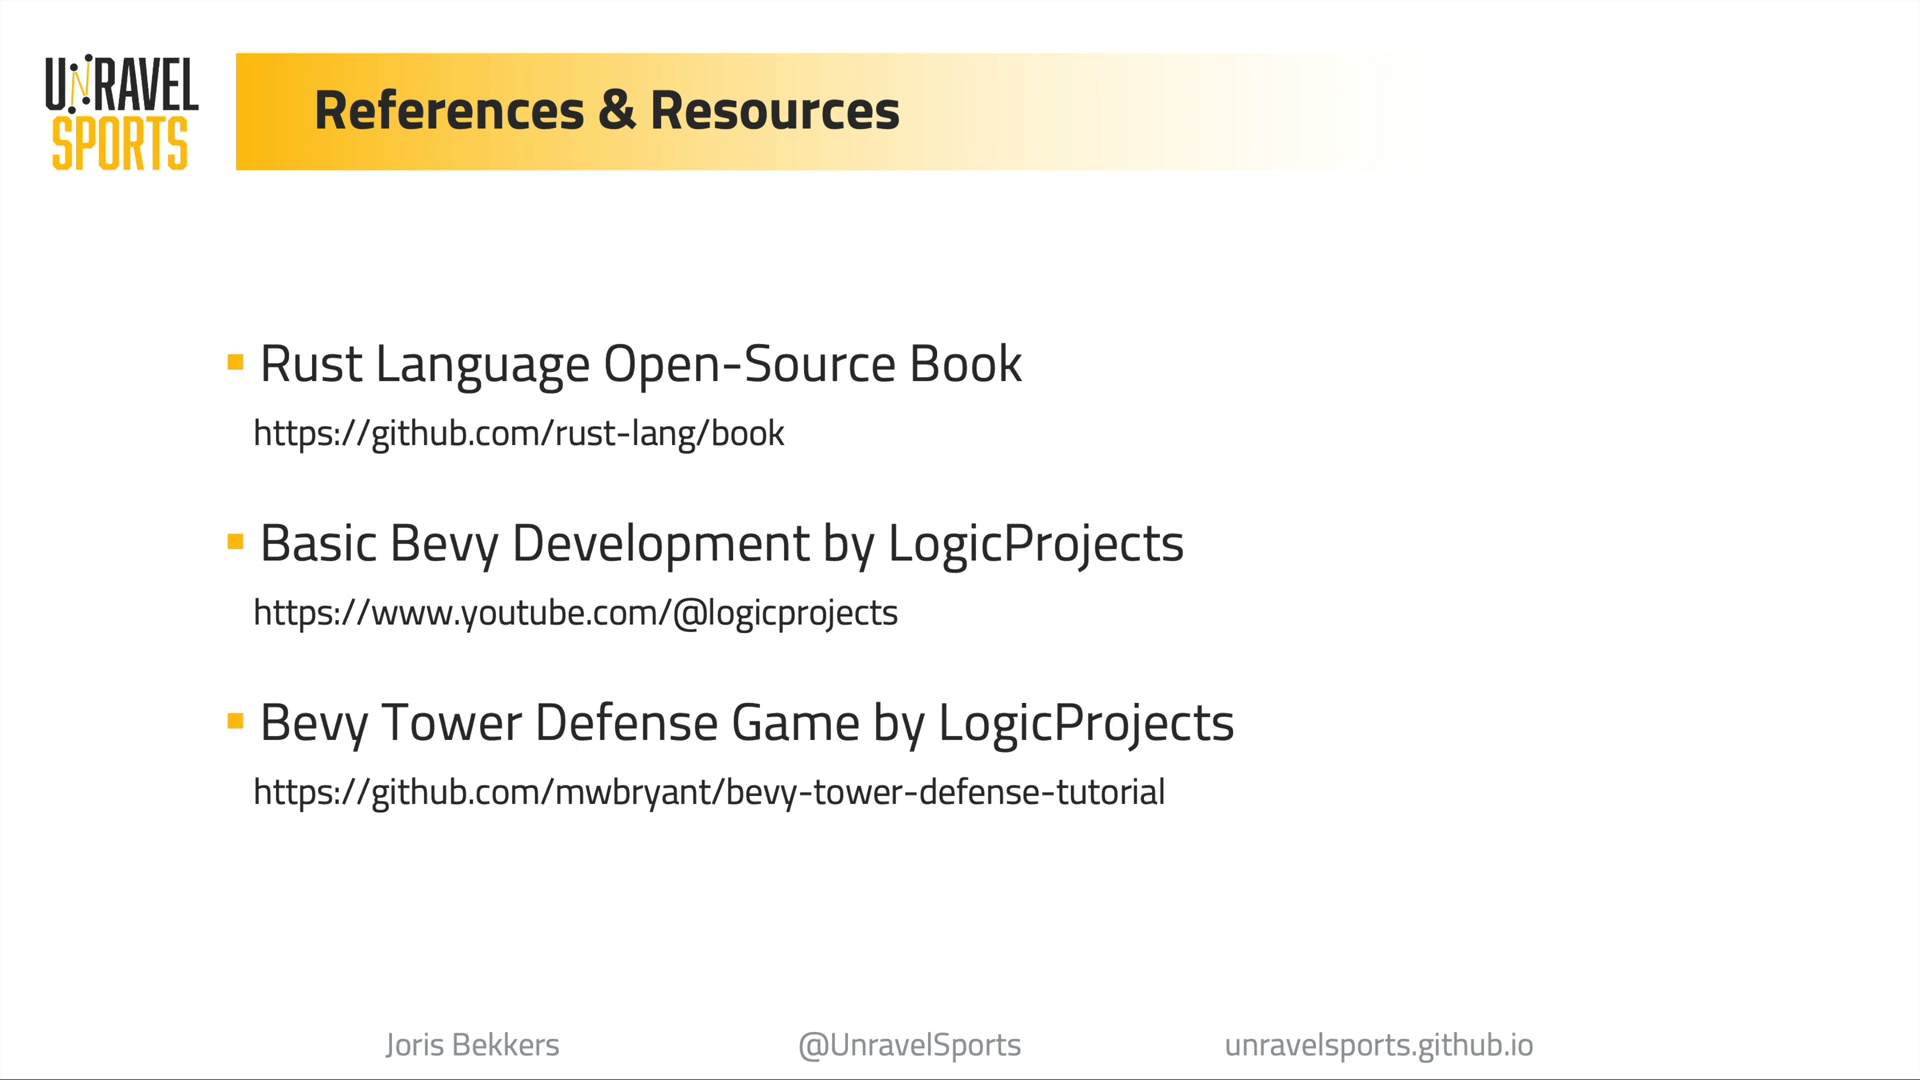 UNRAVEL
SPORTS
References & Resources
Rust Language Open-Source Book
https://github.com/rust-lang/book
Basic Bevy Development by LogicProjects
https://www.youtube.com/@logicprojects
Bevy Tower Defense Game by LogicProjects
https://github.com/mwbryant/bevy-tower-defense-tutorial
Joris Bekkers
@UnravelSports
unravelsports.github.io